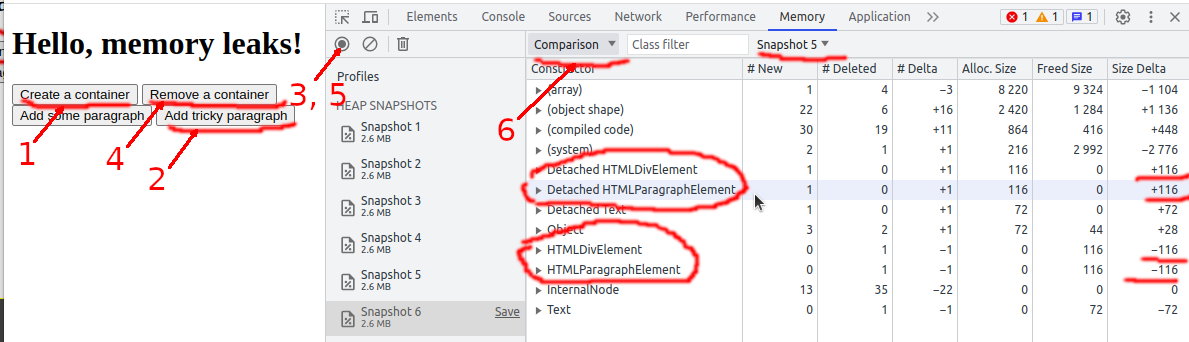 Elements Console Sources Network Performance Memory Application 1 1 1
Hello, memory leaks!
Comparison Class filter Snapshot 5
Create a container Remove a container 3, 5
Add some paragraph Add tricky paragraph
1
4
2
6
Profiles
HEAP SNAPSHOTS
Snapshot 1
2.6 MB
Snapshot 2
2.6 MB
Snapshot 3
2.6 MB
Snapshot 4
2.6 MB
Snapshot 5
2.6 MB
Snapshot 6 Save
2.6 MB
Constructor # New # Deleted # Delta Alloc. Size Freed Size Size Delta
(array) 1 4 −3 8 220 9 324 −1 104
(object shape) 22 6 +16 2 420 1 284 +1 136
(compiled code) 30 19 +11 864 416 +448
(system) 2 1 +1 216 2 992 −2 776
Detached HTMLDivElement 1 0 +1 116 0 +116
Detached HTMLParagraphElement 1 0 +1 116 0 +116
Detached Text 1 0 +1 72 0 +72
Object 3 2 +1 72 44 +28
HTMLDivElement 0 1 −1 0 116 −116
HTMLParagraphElement 0 1 −1 0 116 −116
InternalNode 13 35 −22 0 0 0
Text 0 1 −1 0 72 −72